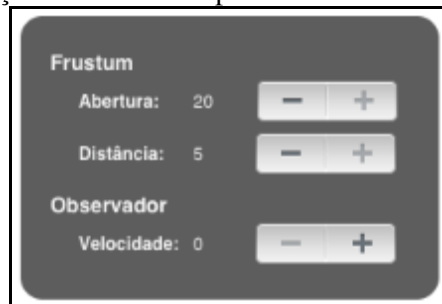 Frustum
Abertura: 20 − +
Distância: 5 − +
Observador
Velocidade: 0 − +